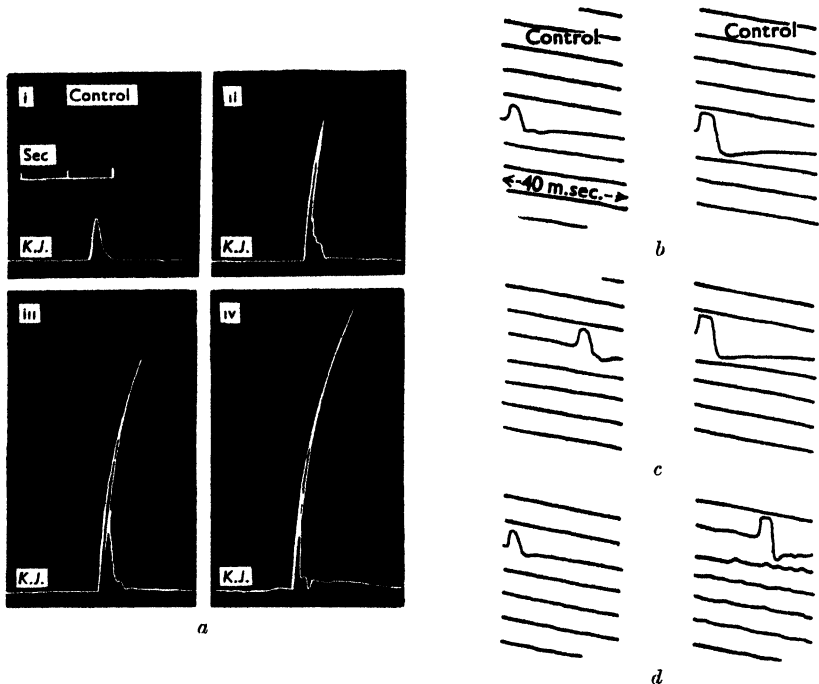 i Control
Sec
K.J.
ii
K.J.
iii
K.J.
iv
K.J.
a
Control
Control
40 m.sec.
b
c
d